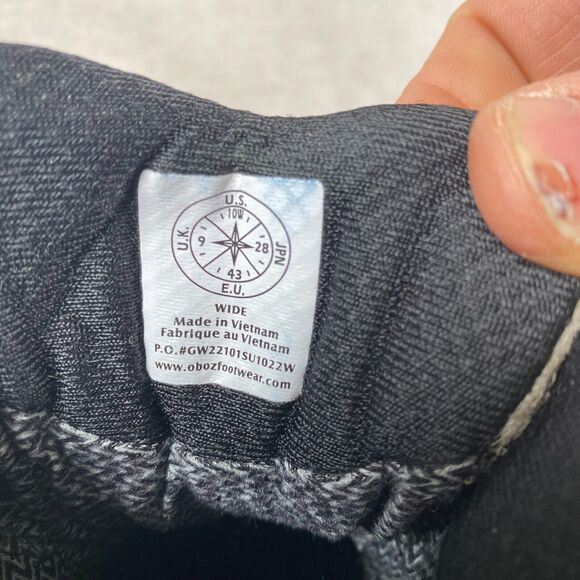 U.S.
10W
U.K.
9
28
JPN
43
E.U.
WIDE
Made in Vietnam
Fabrique au Vietnam
P.O.#GW22101SU1022W
www.obozfootwear.com